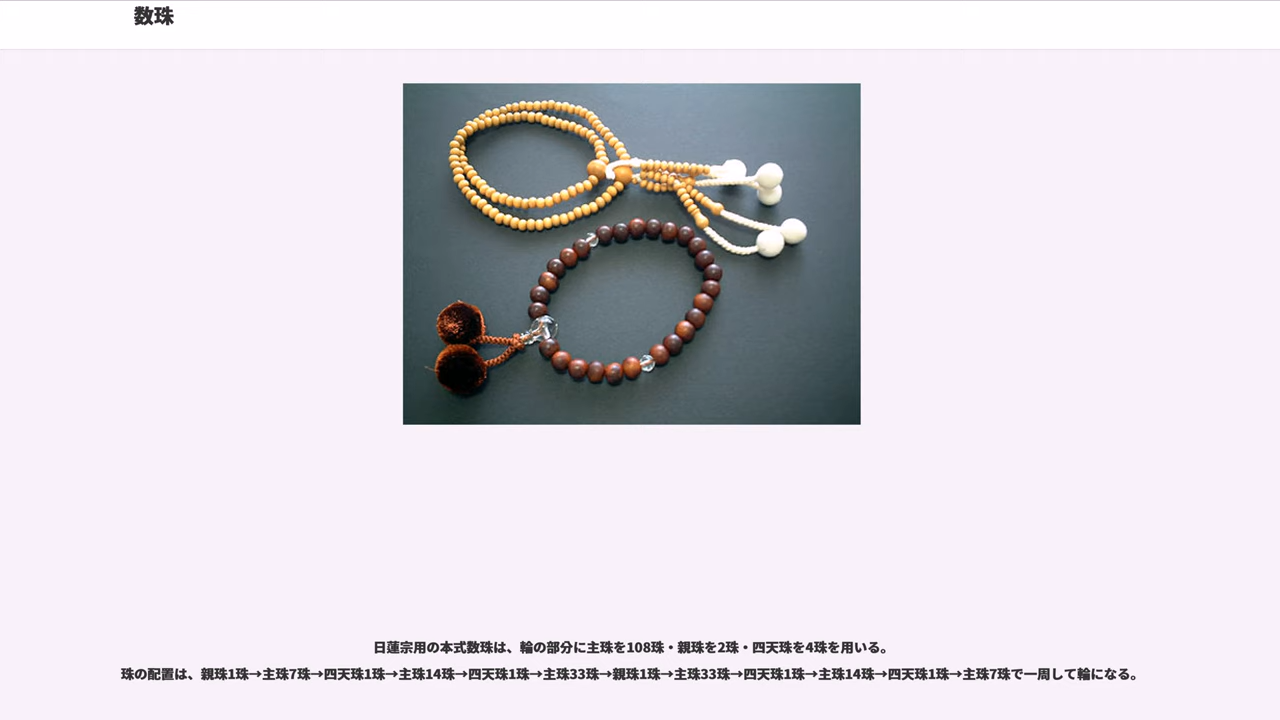 数珠
日蓮宗用の本式数珠は、輪の部分に主珠を108珠・親珠を2珠・四天珠を4珠を用いる。
珠の配置は、親珠1珠→主珠7珠→四天珠1珠→主珠14珠→四天珠1珠→主珠33珠→親珠1珠→主珠33珠→四天珠1珠→主珠14珠→四天珠1珠→主珠7珠で一周して輪になる。